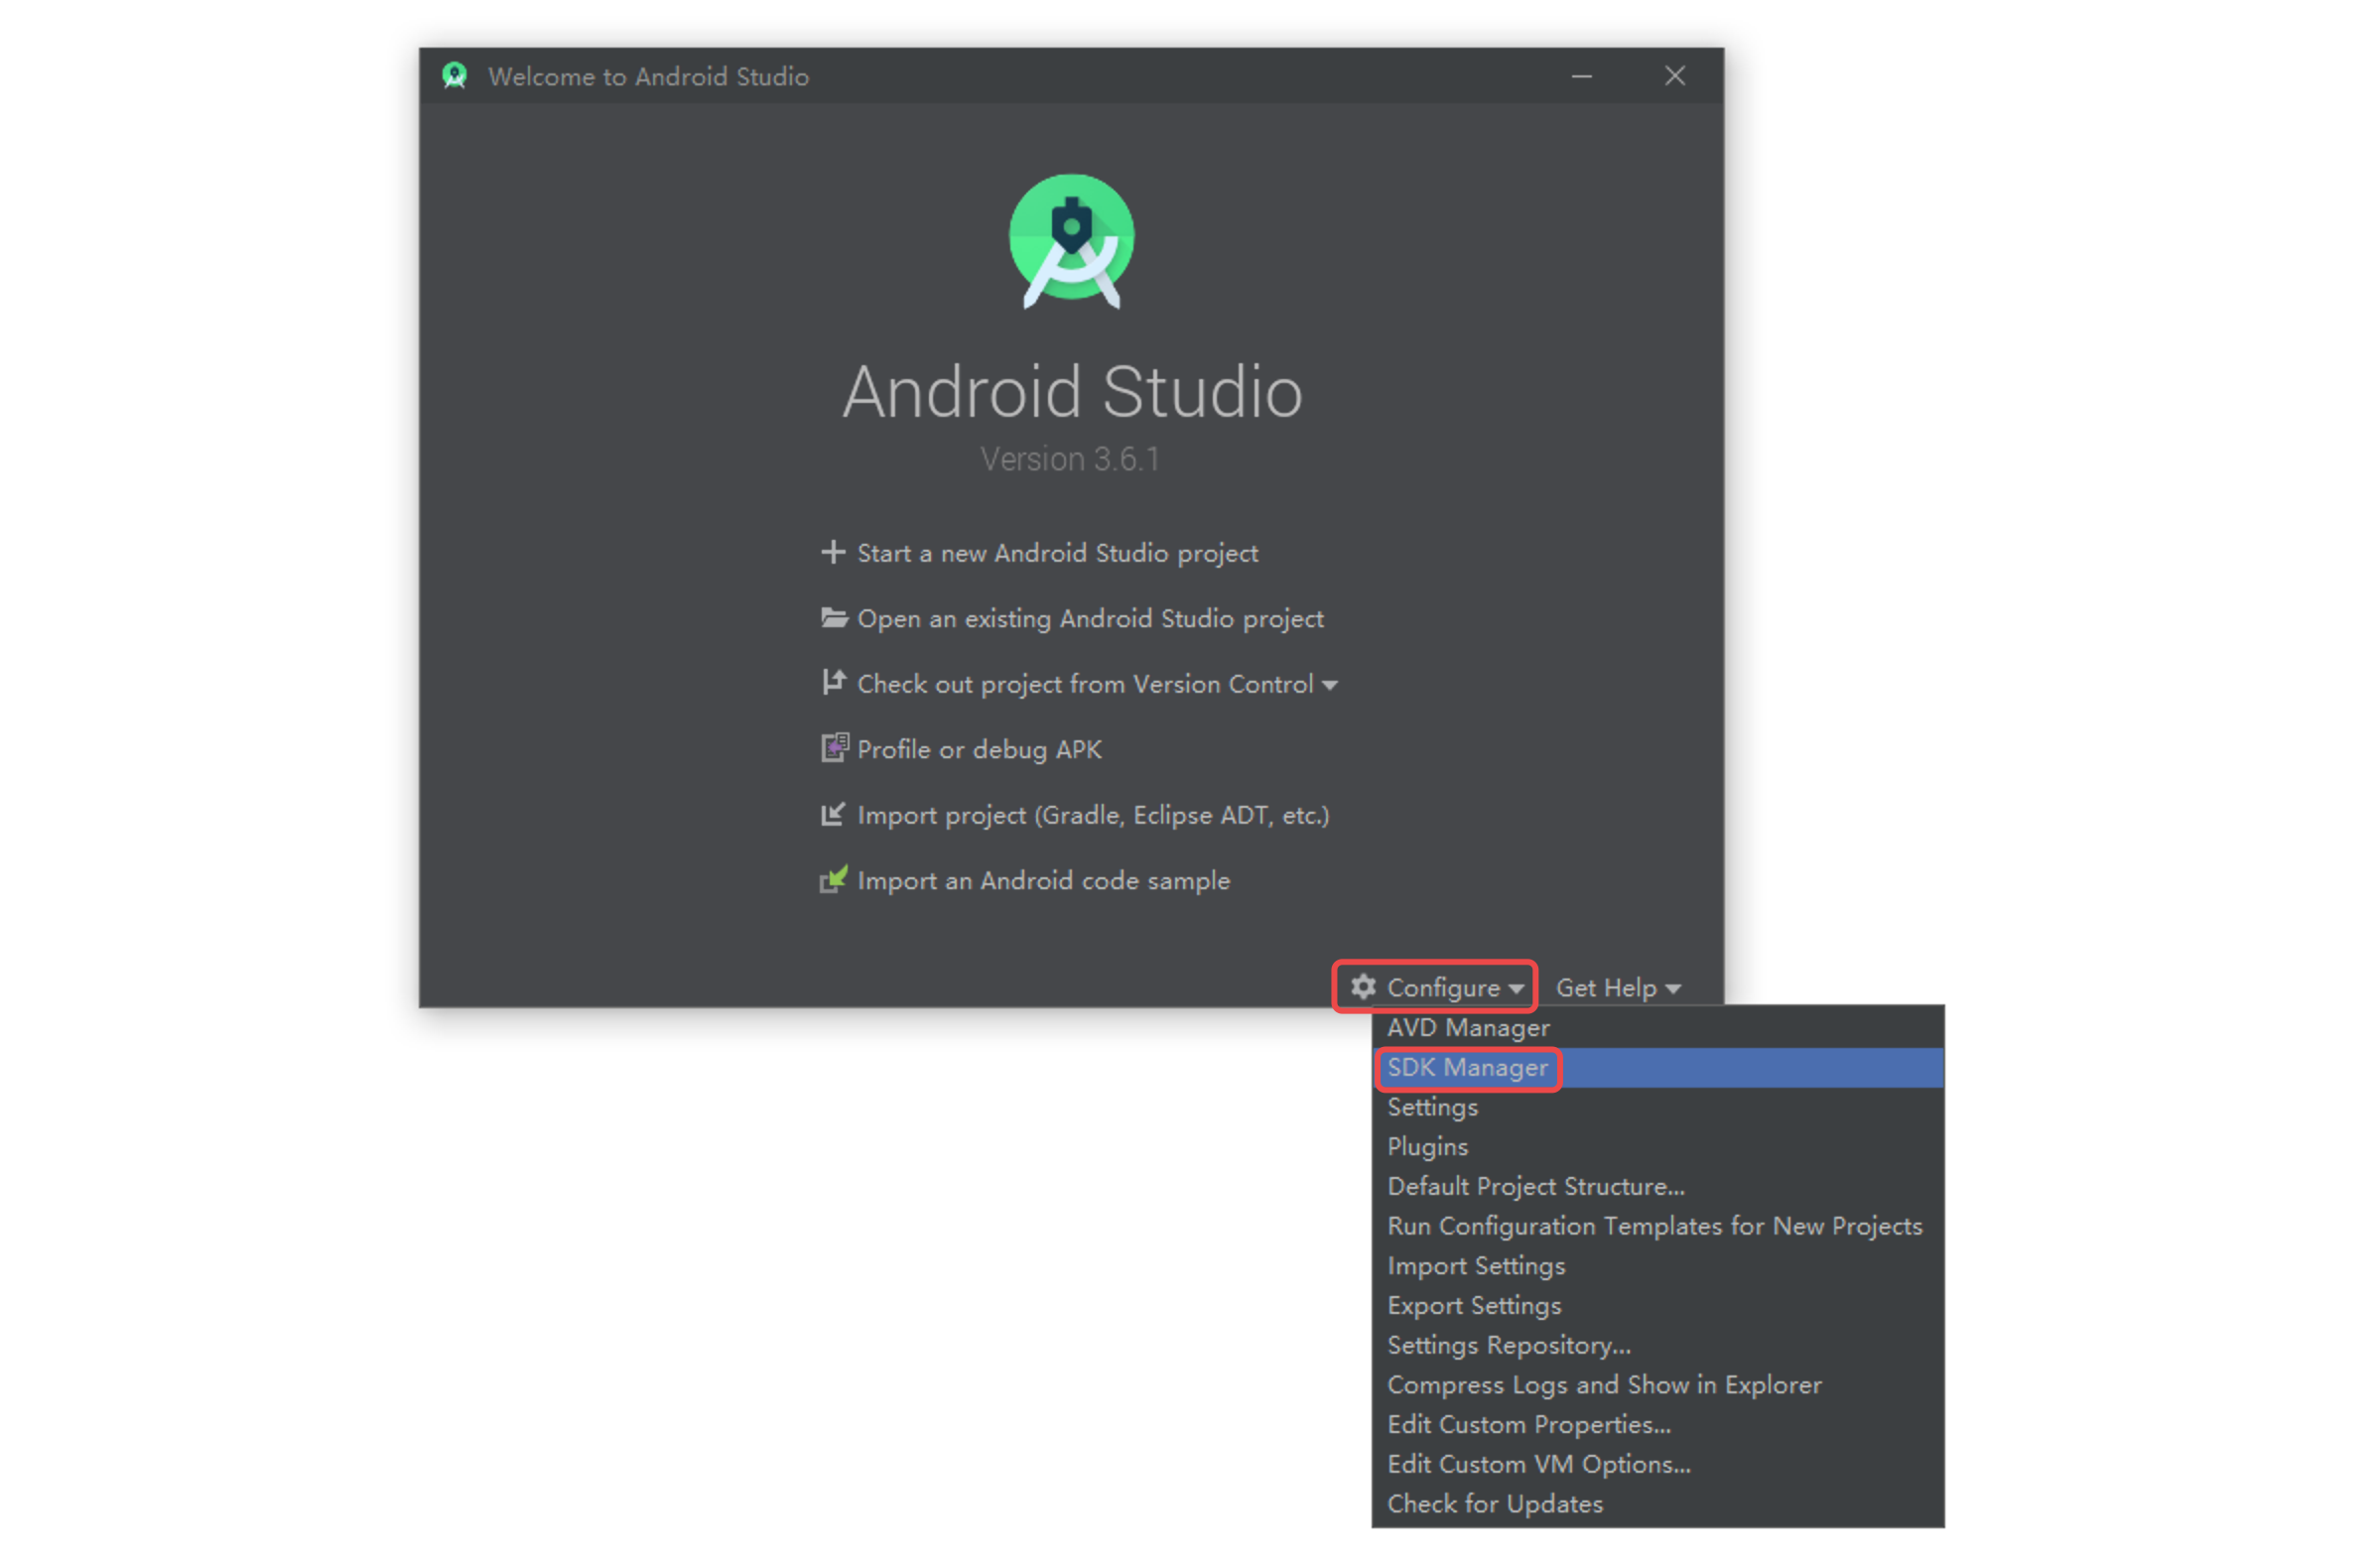 Welcome to Android Studio
Android Studio
Version 3.6.1
Start a new Android Studio project
Open an existing Android Studio project
Check out project from Version Control
Profile or debug APK
Import project (Gradle, Eclipse ADT, etc.)
Import an Android code sample
Configure Get Help
AVD Manager
SDK Manager
Settings
Plugins
Default Project Structure...
Run Configuration Templates for New Projects
Import Settings
Export Settings
Settings Repository...
Compress Logs and Show in Explorer
Edit Custom Properties...
Edit Custom VM Options...
Check for Updates